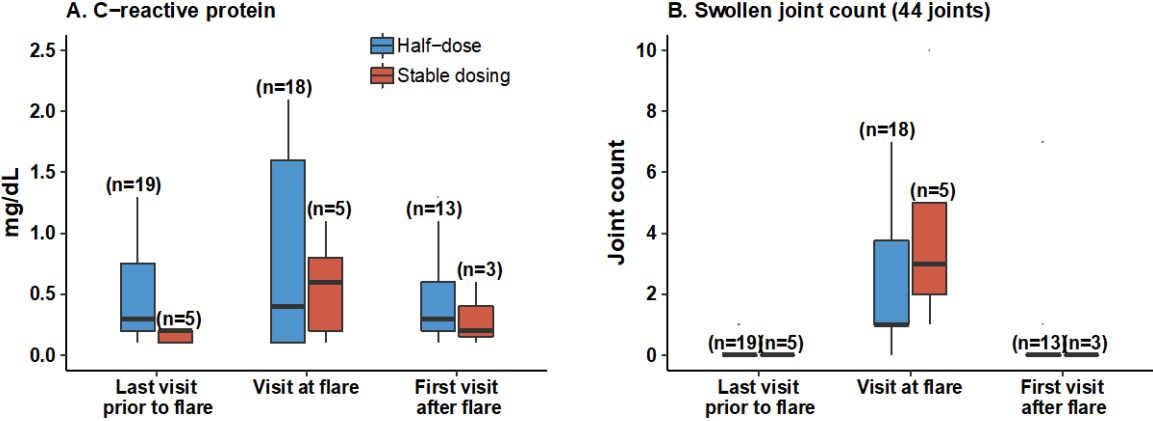 A. C−reactive protein
B. Swollen joint count (44 joints)
Half−dose
Stable dosing
mg/dL
2.5
2.0
1.5
1.0
0.5
0.0
(n=19)
(n=5)
(n=18)
(n=5)
(n=13)
(n=3)
Last visit
prior to flare
Visit at flare
First visit
after flare
Joint count
10
8
6
4
2
0
(n=19)
(n=5)
(n=18)
(n=5)
(n=13)
(n=3)
Last visit
prior to flare
Visit at flare
First visit
after flare